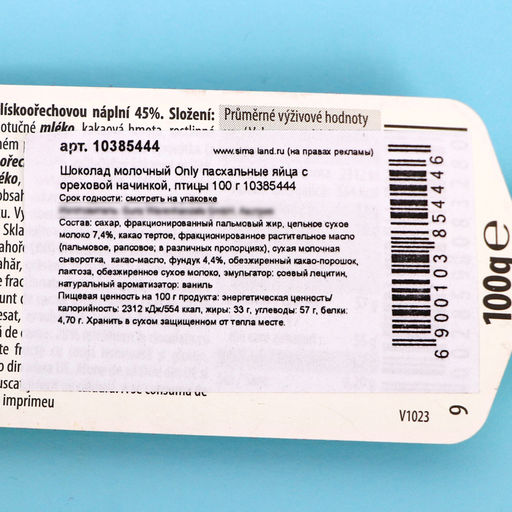 lískoořechovou náplní 45%. Složení:
Průměrné výživové hodnoty
otučné mléko, kakaová hmota, rostlinné
арт. 10385444
www.sima land.ru (на правах рекламы)
Шоколад молочный Only пасхальные яйца с
ореховой начинкой, птицы 100 г 10385444
Срок годности: смотреть на упаковке
Состав: сахар, фракционированный пальмовый жир, цельное сухое
молоко 7,4%, какао тертое, фракционированное растительное масло
(пальмовое, рапсовое; в различных пропорциях), сухая молочная
сыворотка, какао-масло, фундук 4,4%, обезжиренный какао-порошок,
лактоза, обезжиренное сухое молоко, эмульгатор: соевый лецитин,
натуральный ароматизатор: ваниль
Пищевая ценность на 100 г продукта: энергетическая ценность/
калорийность: 2312 кДж/554 ккал, жиры: 33 г, углеводы: 57 г, белки:
4,70 г. Хранить в сухом защищенном от тепла месте.
6 900103 854446
100g e
imprimeu
V1023
9